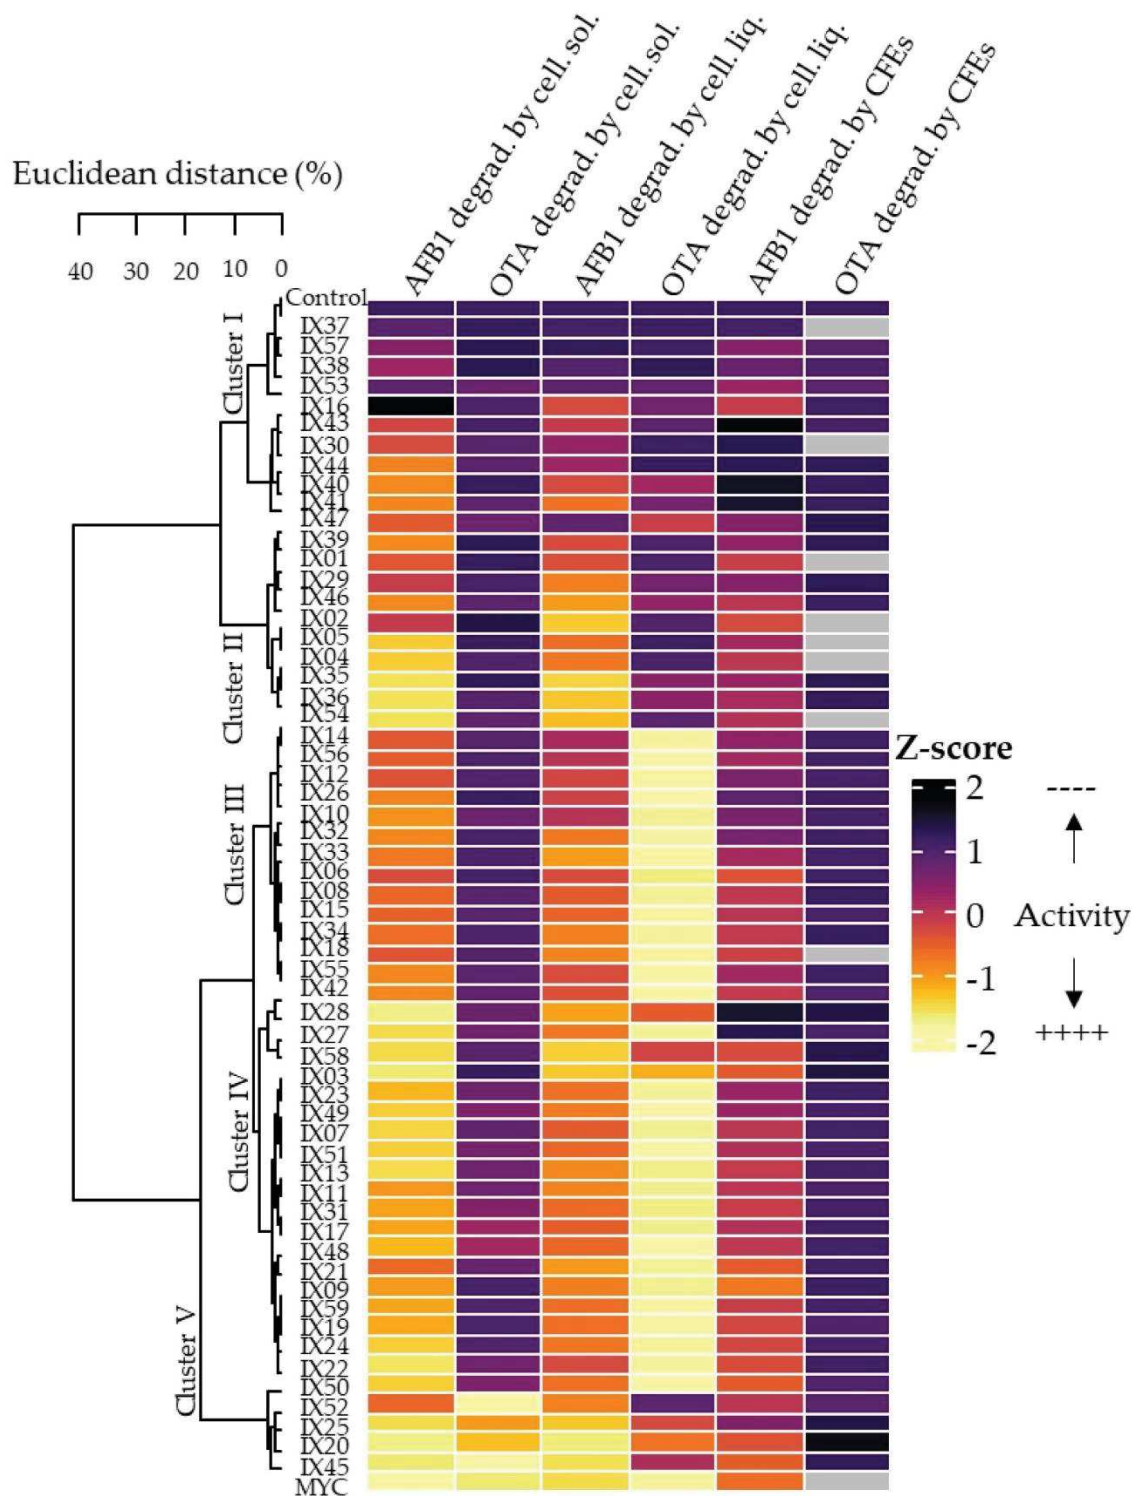 AFB1 degrad. by cell. sol.
OTA degrad. by cell. sol.
AFB1 degrad. by cell. liq.
OTA degrad. by cell. liq.
AFB1 degrad. by CFEs
OTA degrad. by CFEs
Euclidean distance (%)
40 30 20 10 0
Cluster I
Cluster II
Cluster III
Cluster IV
Cluster V
Control
IX37
IX57
IX38
IX53
IX16
IX43
IX30
IX44
IX40
IX41
IX47
IX39
IX01
IX29
IX46
IX02
IX05
IX04
IX35
IX36
IX54
IX14
IX56
IX12
IX26
IX10
IX32
IX33
IX06
IX08
IX15
IX34
IX18
IX55
IX42
IX28
IX27
IX58
IX03
IX23
IX49
IX07
IX51
IX13
IX11
IX31
IX17
IX48
IX21
IX09
IX59
IX19
IX24
IX22
IX50
IX52
IX25
IX20
IX45
MYC
Z-score
2 ----
1
0 Activity
-1
-2 ++++